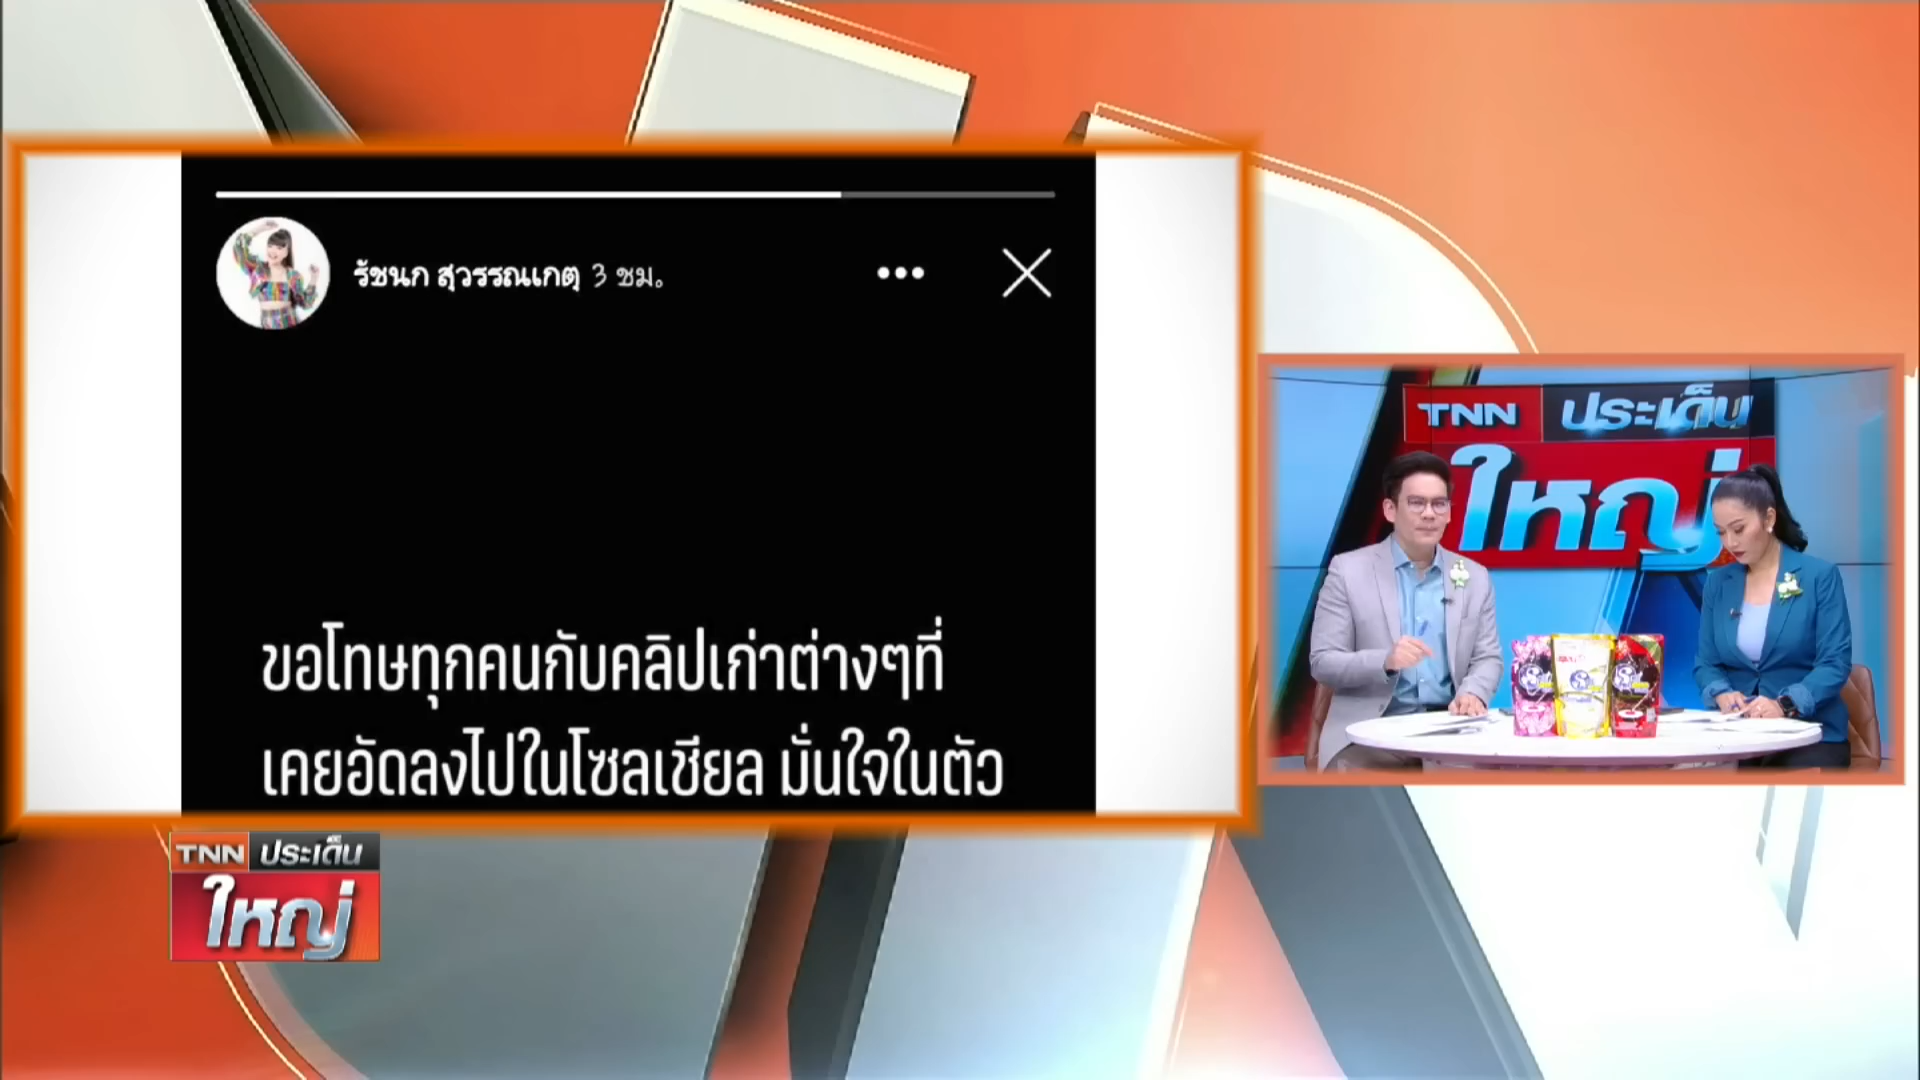 รัชนก สุวรรณเกตุ 3 ชม.
ขอโทษทุกคนกับคลิปเก่าต่างๆที่
เคยอัดลงไปในโซลเชียล มั่นใจในตัว
TNN ประเด็น
ใหญ่
TNN ประเด็น
ใหญ่